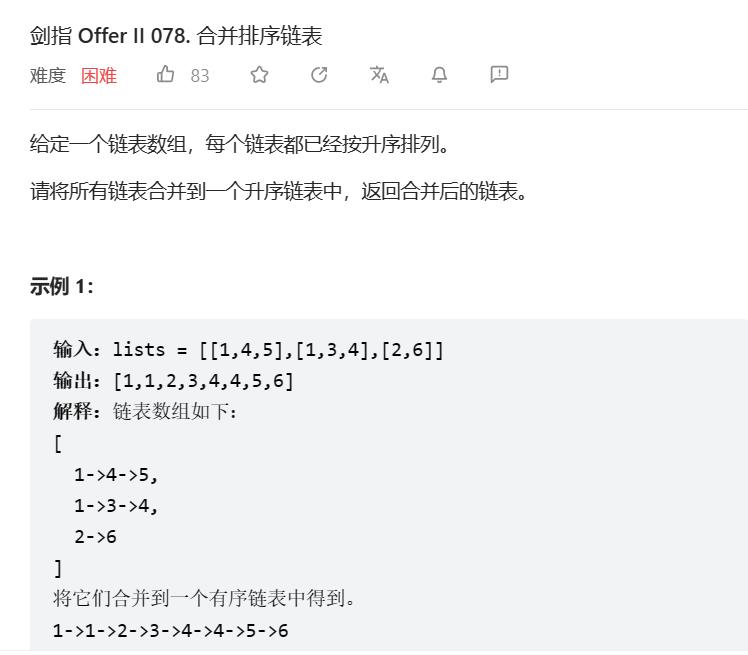 剑指 Offer II 078. 合并排序链表
难度 困难 83
给定一个链表数组，每个链表都已经按升序排列。
请将所有链表合并到一个升序链表中，返回合并后的链表。
示例 1：
输入：lists = [[1,4,5],[1,3,4],[2,6]]
输出：[1,1,2,3,4,4,5,6]
解释：链表数组如下：
[
  1->4->5,
  1->3->4,
  2->6
]
将它们合并到一个有序链表中得到。
1->1->2->3->4->4->5->6